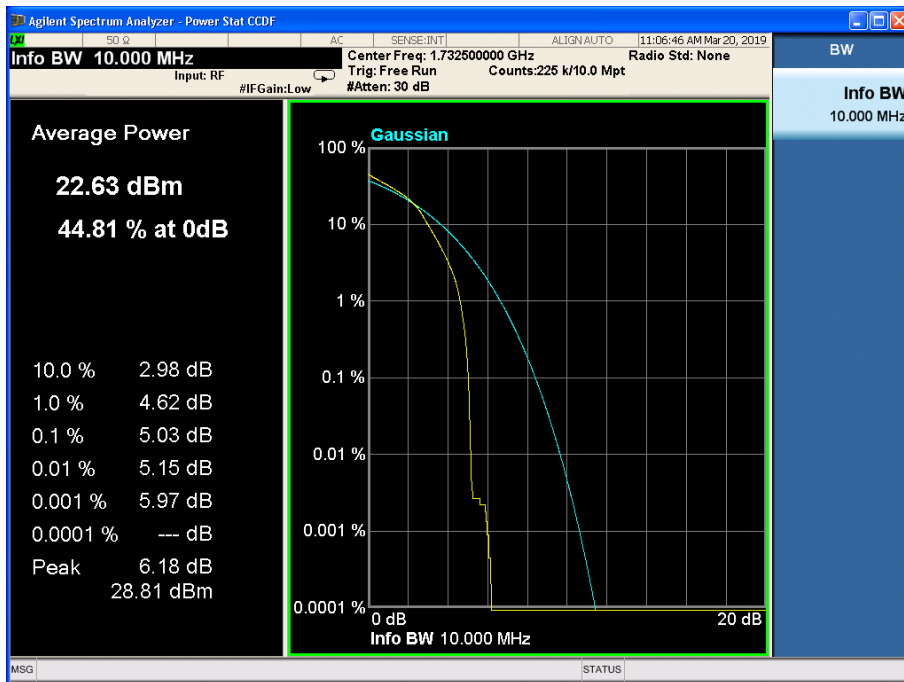 Agilent Spectrum Analyzer - Power Stat CCDF
LXI 50 Ω AC SENSE:INT ALIGN AUTO 11:06:46 AM Mar 20, 2019
Info BW 10.000 MHz
Center Freq: 1.732500000 GHz Radio Std: None
Input: RF Trig: Free Run Counts:225 k/10.0 Mpt
#IFGain:Low #Atten: 30 dB
BW
Info BW
10.000 MHz
Average Power
22.63 dBm
44.81 % at 0dB
10.0 % 2.98 dB
1.0 % 4.62 dB
0.1 % 5.03 dB
0.01 % 5.15 dB
0.001 % 5.97 dB
0.0001 % --- dB
Peak 6.18 dB
28.81 dBm
Gaussian
100 %
10 %
1 %
0.1 %
0.01 %
0.001 %
0.0001 %
0 dB 20 dB
Info BW 10.000 MHz
MSG STATUS